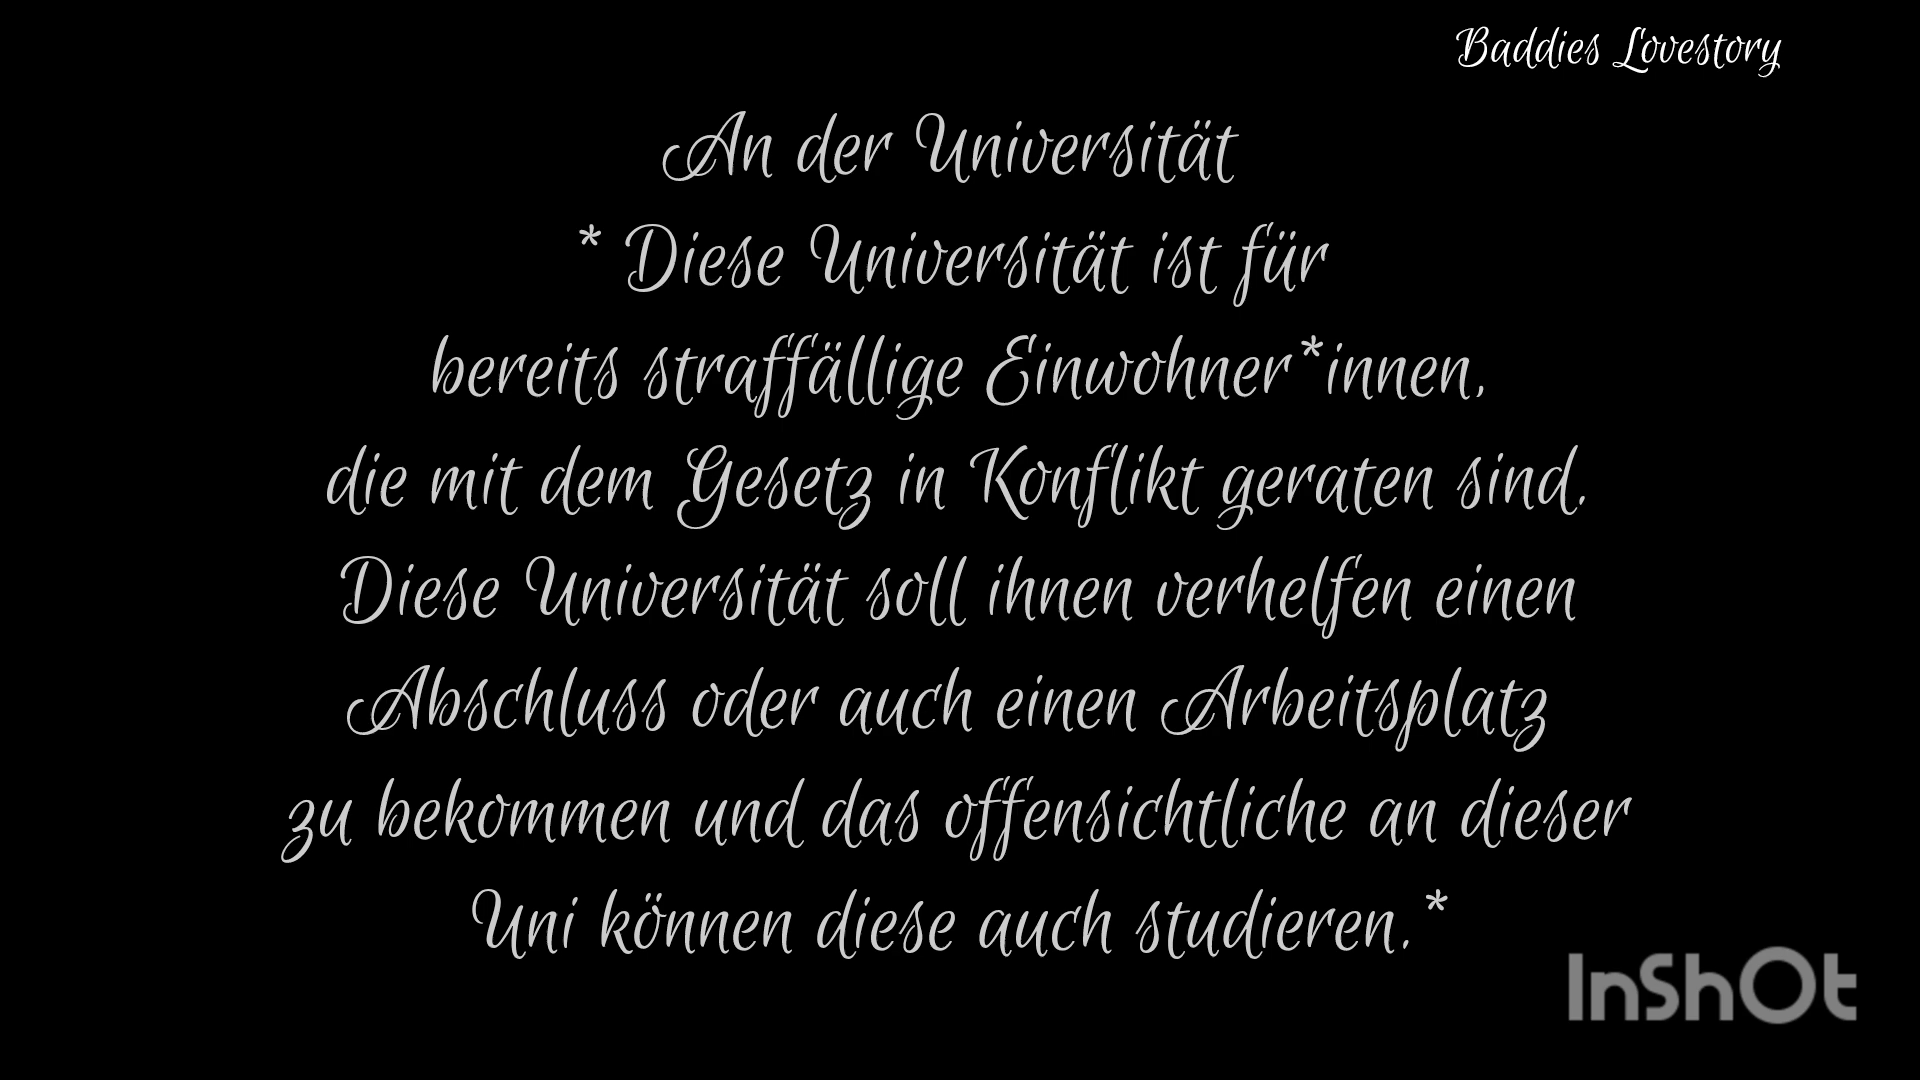 Baddies Lovestory
An der Universität
* Diese Universität ist für
bereits straffällige Einwohner*innen,
die mit dem Gesetz in Konflikt geraten sind.
Diese Universität soll ihnen verhelfen einen
Abschluss oder auch einen Arbeitsplatz
zu bekommen und das offensichtliche an dieser
Uni können diese auch studieren.*
InShOt